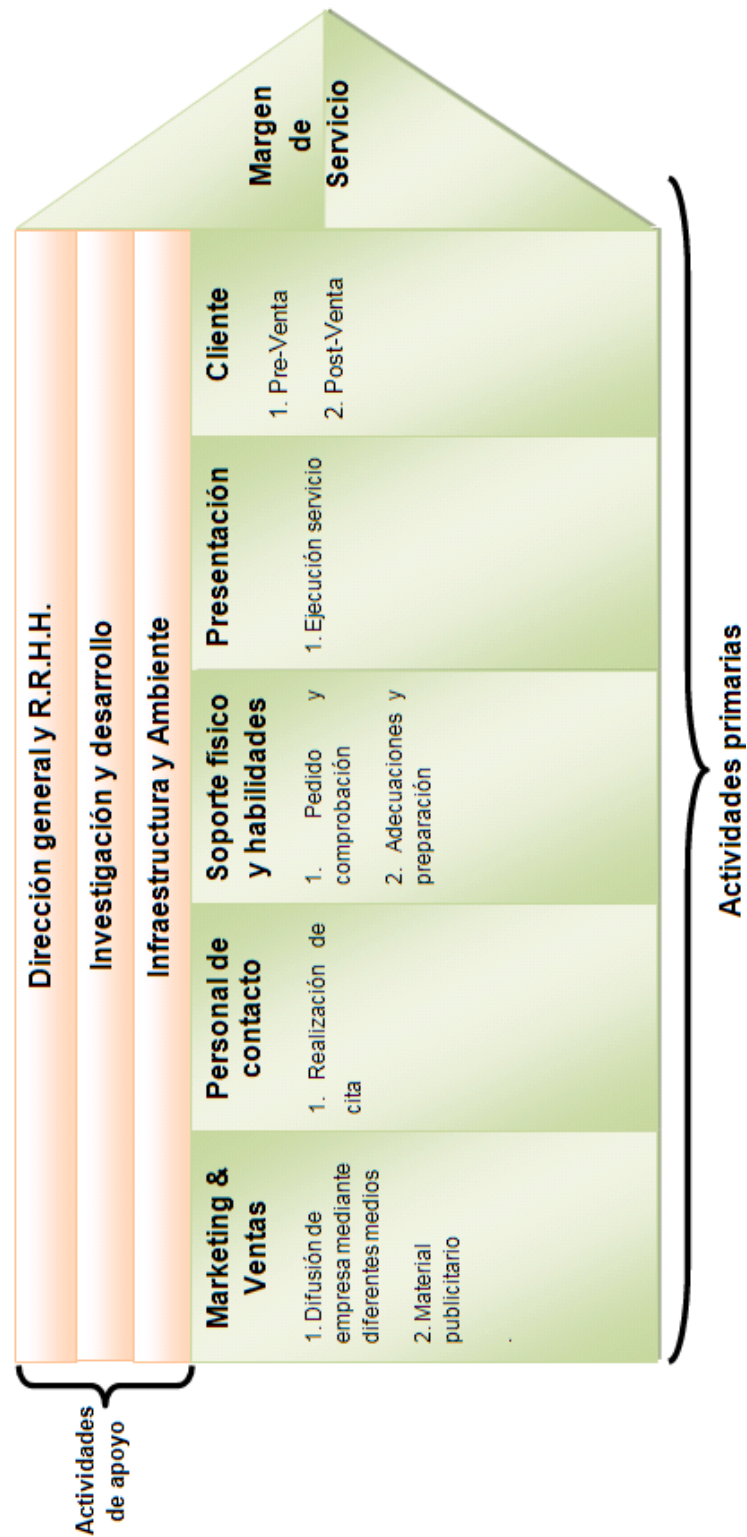 Actividades
de apoyo
Dirección general y R.R.H.H.
Investigación y desarrollo
Infraestructura y Ambiente
Marketing &
Ventas
1. Difusión de
empresa mediante
diferentes medios
2. Material
publicitario
.
Personal de
contacto
1. Realización de
cita
Soporte físico
y habilidades
1. Pedido y
comprobación
2. Adecuaciones y
preparación
Presentación
1. Ejecución servicio
Cliente
1. Pre-Venta
2. Post-Venta
Margen
de
Servicio
Actividades primarias